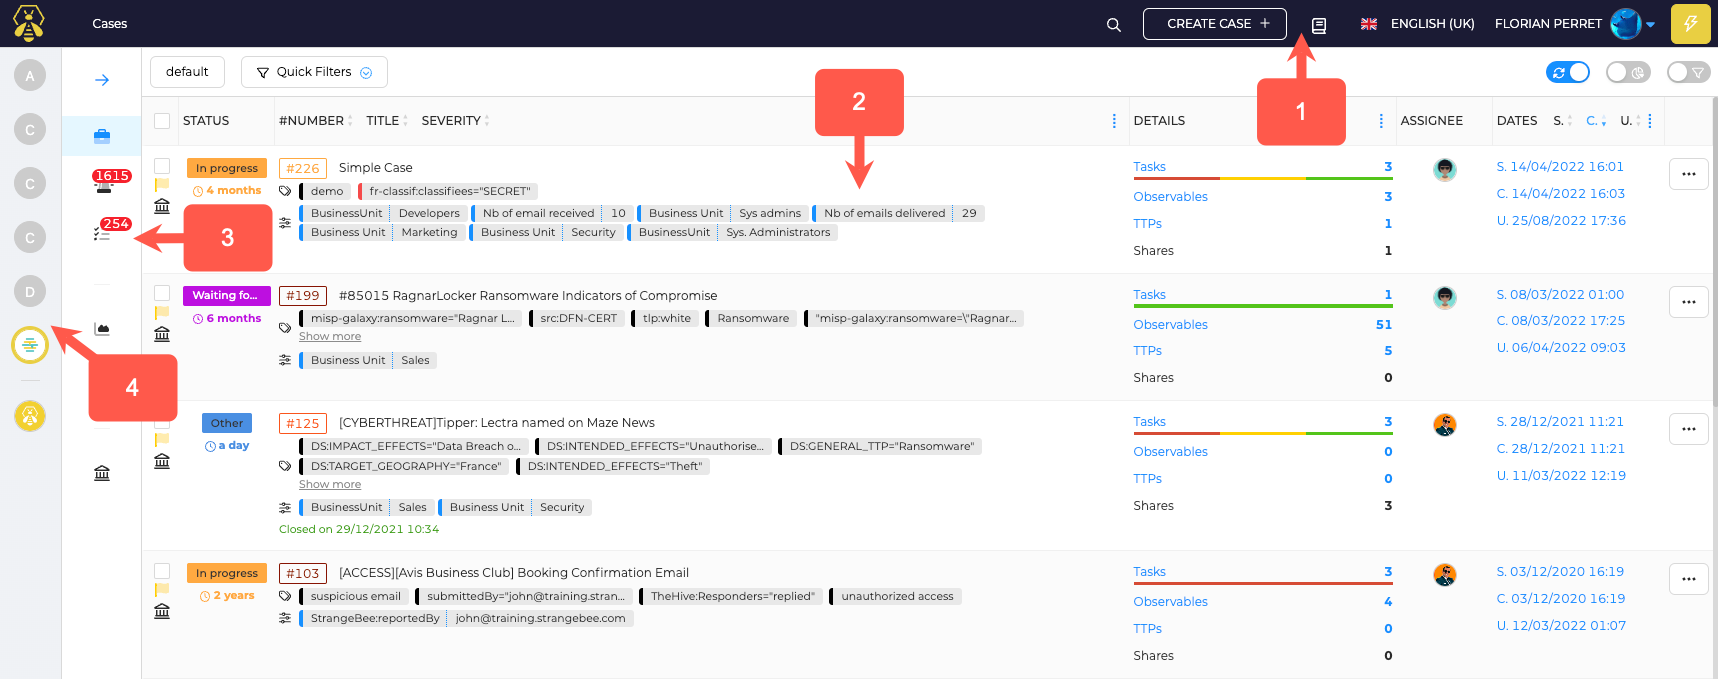 Cases
CREATE CASE +
ENGLISH (UK)
FLORIAN PERRET
default
Quick Filters
1
2
3
4
A
C
C
C
D
1615
254
STATUS #NUMBER TITLE SEVERITY DETAILS ASSIGNEE DATES S. C. U.
In progress
4 months
#226 Simple Case
demo fr-classif:classifiees="SECRET"
BusinessUnit Developers Nb of email received 10 Business Unit Sys admins Nb of emails delivered 29
Business Unit Marketing Business Unit Security BusinessUnit Sys. Administrators
Tasks 3
Observables 3
TTPs 1
Shares 1
S. 14/04/2022 16:01
C. 14/04/2022 16:03
U. 25/08/2022 17:36
Waiting fo...
6 months
#199 #85015 RagnarLocker Ransomware Indicators of Compromise
misp-galaxy:ransomware="Ragnar L... src:DFN-CERT tlp:white Ransomware "misp-galaxy:ransomware=\"Ragnar...
Show more
Business Unit Sales
Tasks 1
Observables 51
TTPs 5
Shares 0
S. 08/03/2022 01:00
C. 08/03/2022 17:25
U. 06/04/2022 09:03
Other
a day
#125 [CYBERTHREAT]Tipper: Lectra named on Maze News
DS:IMPACT_EFFECTS="Data Breach o... DS:INTENDED_EFFECTS="Unauthorise... DS:GENERAL_TTP="Ransomware"
DS:TARGET_GEOGRAPHY="France" DS:INTENDED_EFFECTS="Theft"
Show more
BusinessUnit Sales Business Unit Security
Closed on 29/12/2021 10:34
Tasks 3
Observables 0
TTPs 0
Shares 3
S. 28/12/2021 11:21
C. 28/12/2021 11:21
U. 11/03/2022 12:19
In progress
2 years
#103 [ACCESS][Avis Business Club] Booking Confirmation Email
suspicious email submittedBy="john@training.stran... TheHive:Responders="replied" unauthorized access
StrangeBee:reportedBy john@training.strangebee.com
Tasks 3
Observables 4
TTPs 0
Shares 0
S. 03/12/2020 16:19
C. 03/12/2020 16:19
U. 12/03/2022 01:07